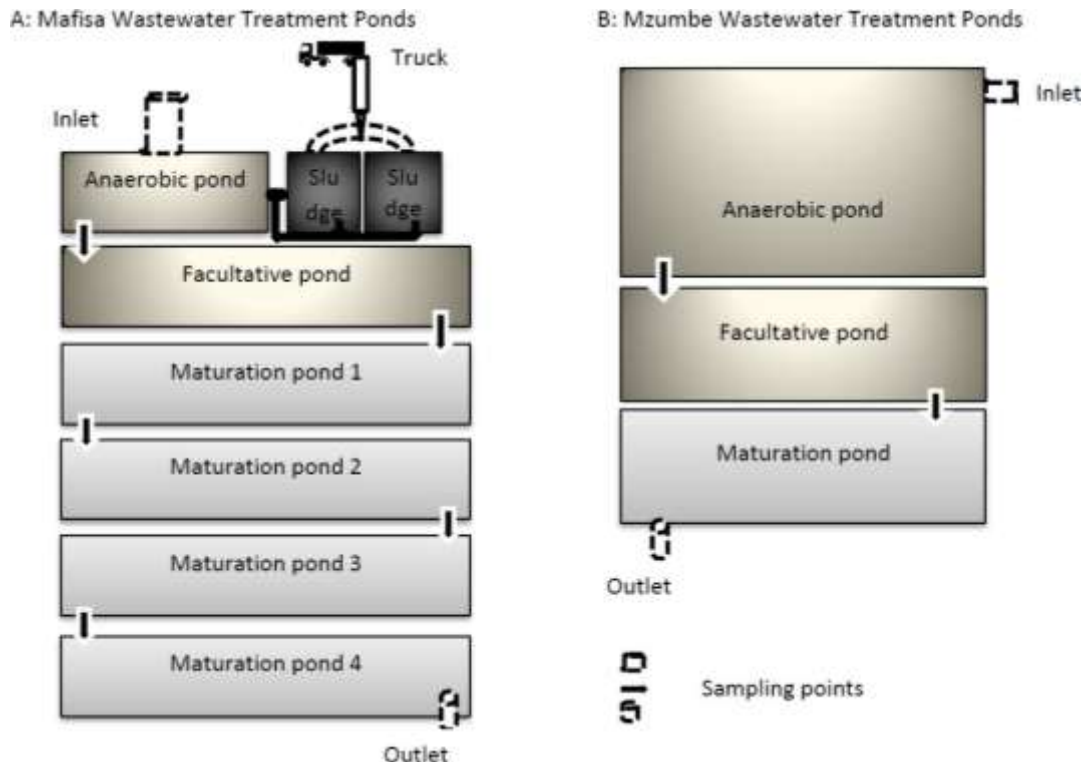 A: Mafisa Wastewater Treatment Ponds
Truck
Inlet
Anaerobic pond
Slu
dge
Slu
dge
Facultative pond
Maturation pond 1
Maturation pond 2
Maturation pond 3
Maturation pond 4
Outlet
B: Mzumbe Wastewater Treatment Ponds
Inlet
Anaerobic pond
Facultative pond
Maturation pond
Outlet
Sampling points